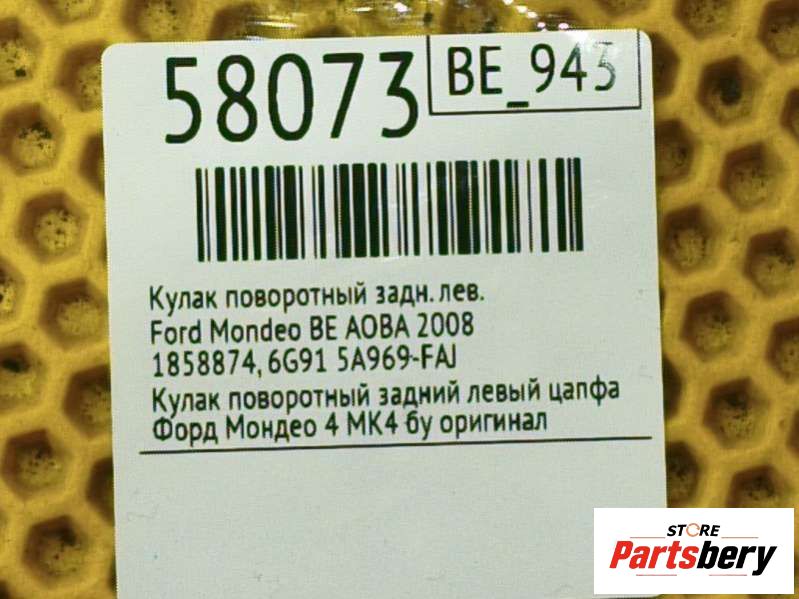 58073
BE_943
Кулак поворотный задн. лев.
Ford Mondeo BE AOBA 2008
1858874, 6G91 5A969-FAJ
Кулак поворотный задний левый цапфа
Форд Мондео 4 МК4 бу оригинал
STORE
Partsbery